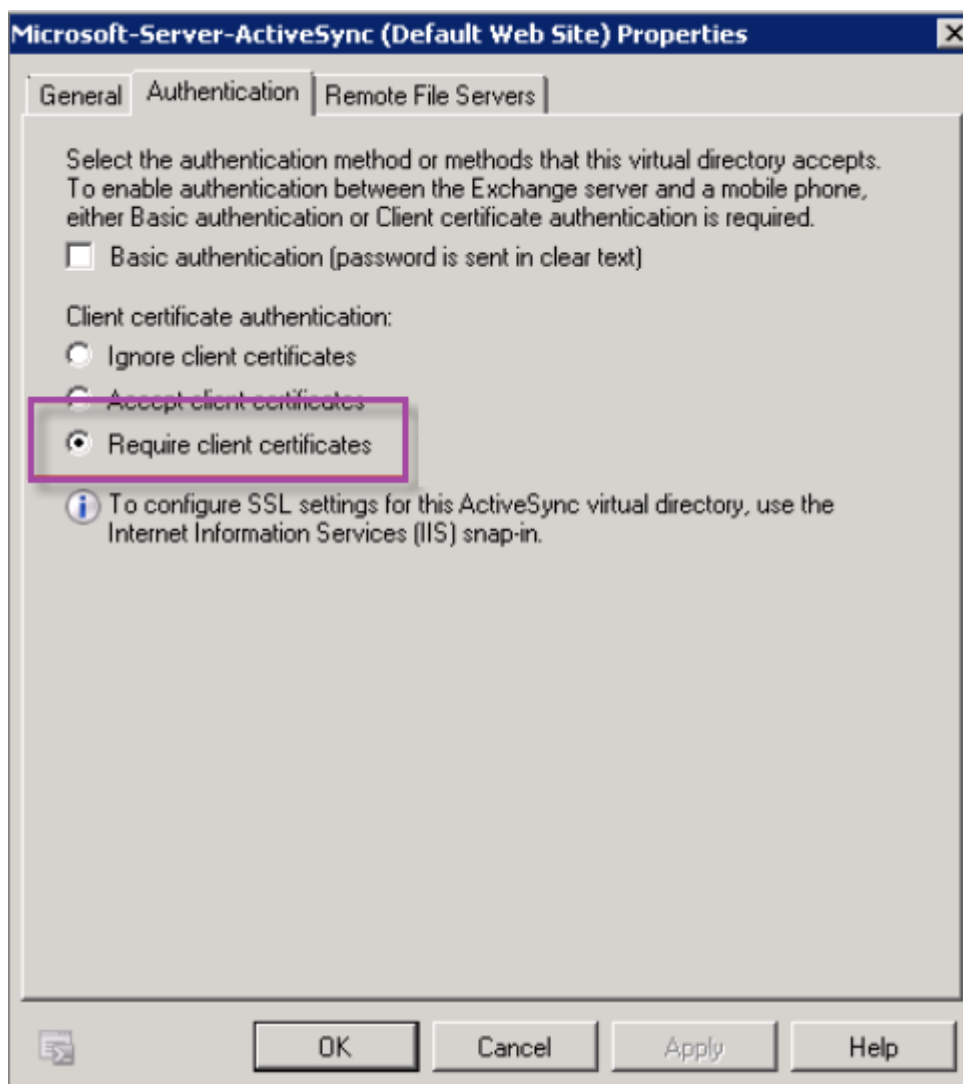 Microsoft-Server-ActiveSync (Default Web Site) Properties
General Authentication Remote File Servers
Select the authentication method or methods that this virtual directory accepts.
To enable authentication between the Exchange server and a mobile phone,
either Basic authentication or Client certificate authentication is required.
Basic authentication (password is sent in clear text)
Client certificate authentication:
Ignore client certificates
Accept client certificates
Require client certificates
To configure SSL settings for this ActiveSync virtual directory, use the
Internet Information Services (IIS) snap-in.
OK Cancel Apply Help